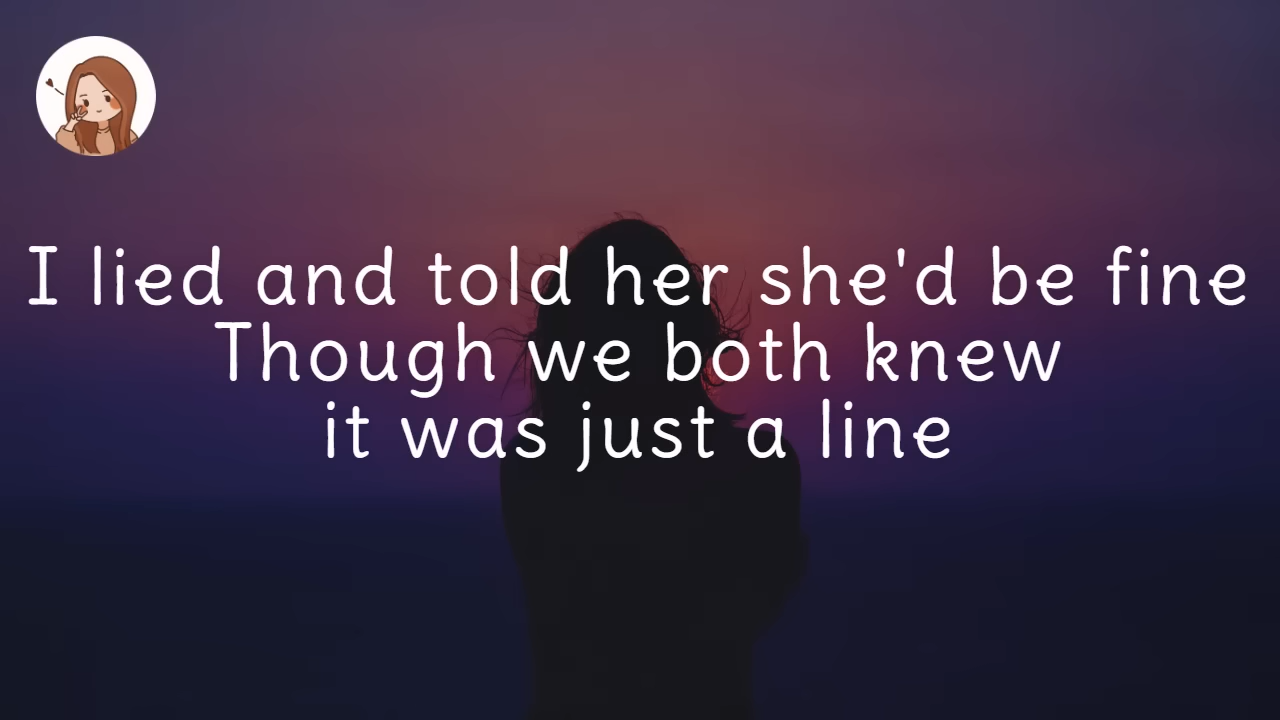 I lied and told her she'd be fine
Though we both knew
it was just a line